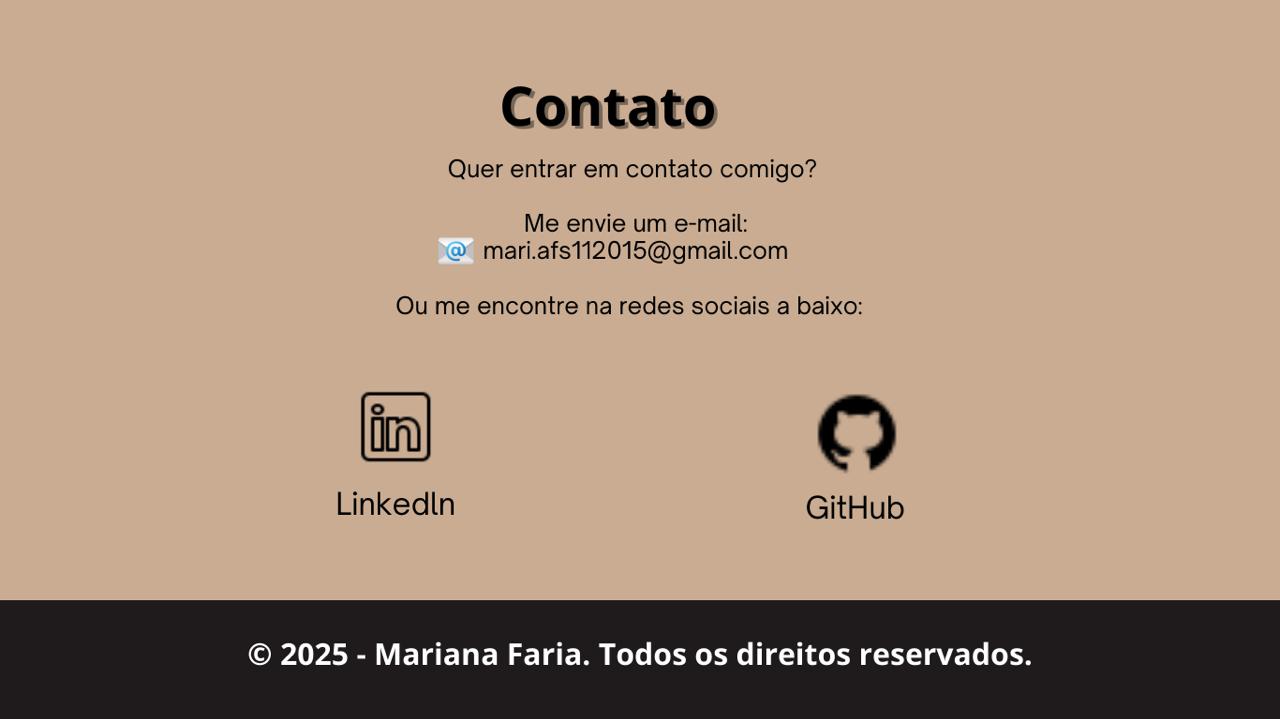 Contato
Quer entrar em contato comigo?
Me envie um e-mail:
mari.afs112015@gmail.com
Ou me encontre na redes sociais a baixo:
in
LinkedIn
GitHub
© 2025 - Mariana Faria. Todos os direitos reservados.